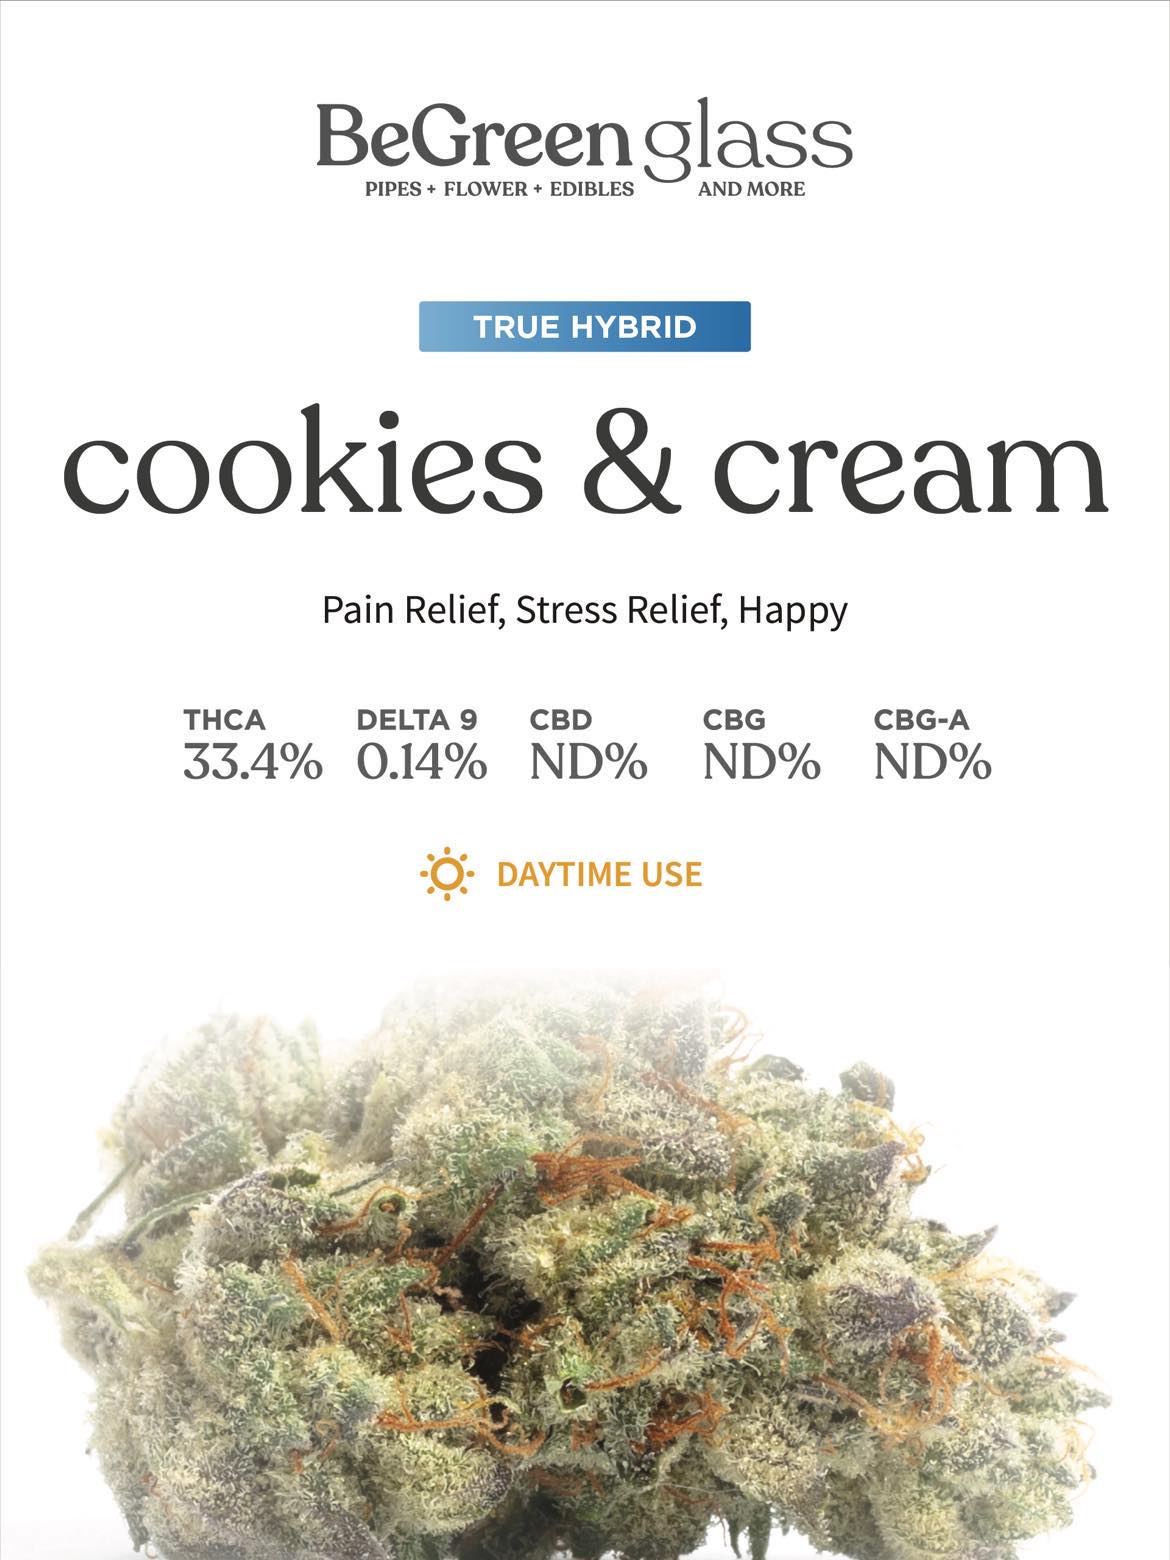 BeGreen glass
PIPES + FLOWER + EDIBLES AND MORE
TRUE HYBRID
cookies & cream
Pain Relief, Stress Relief, Happy
THCA DELTA 9 CBD CBG CBG-A
33.4% 0.14% ND% ND% ND%
DAYTIME USE